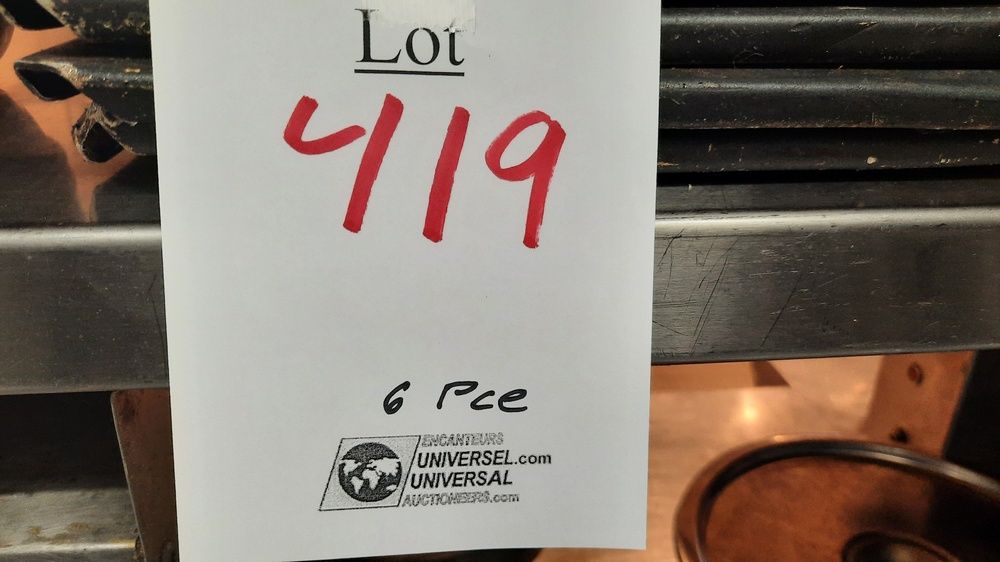 Lot
419
6 Pce
ENCANTEURS
UNIVERSEL.com
UNIVERSAL
AUCTIONEERS.com